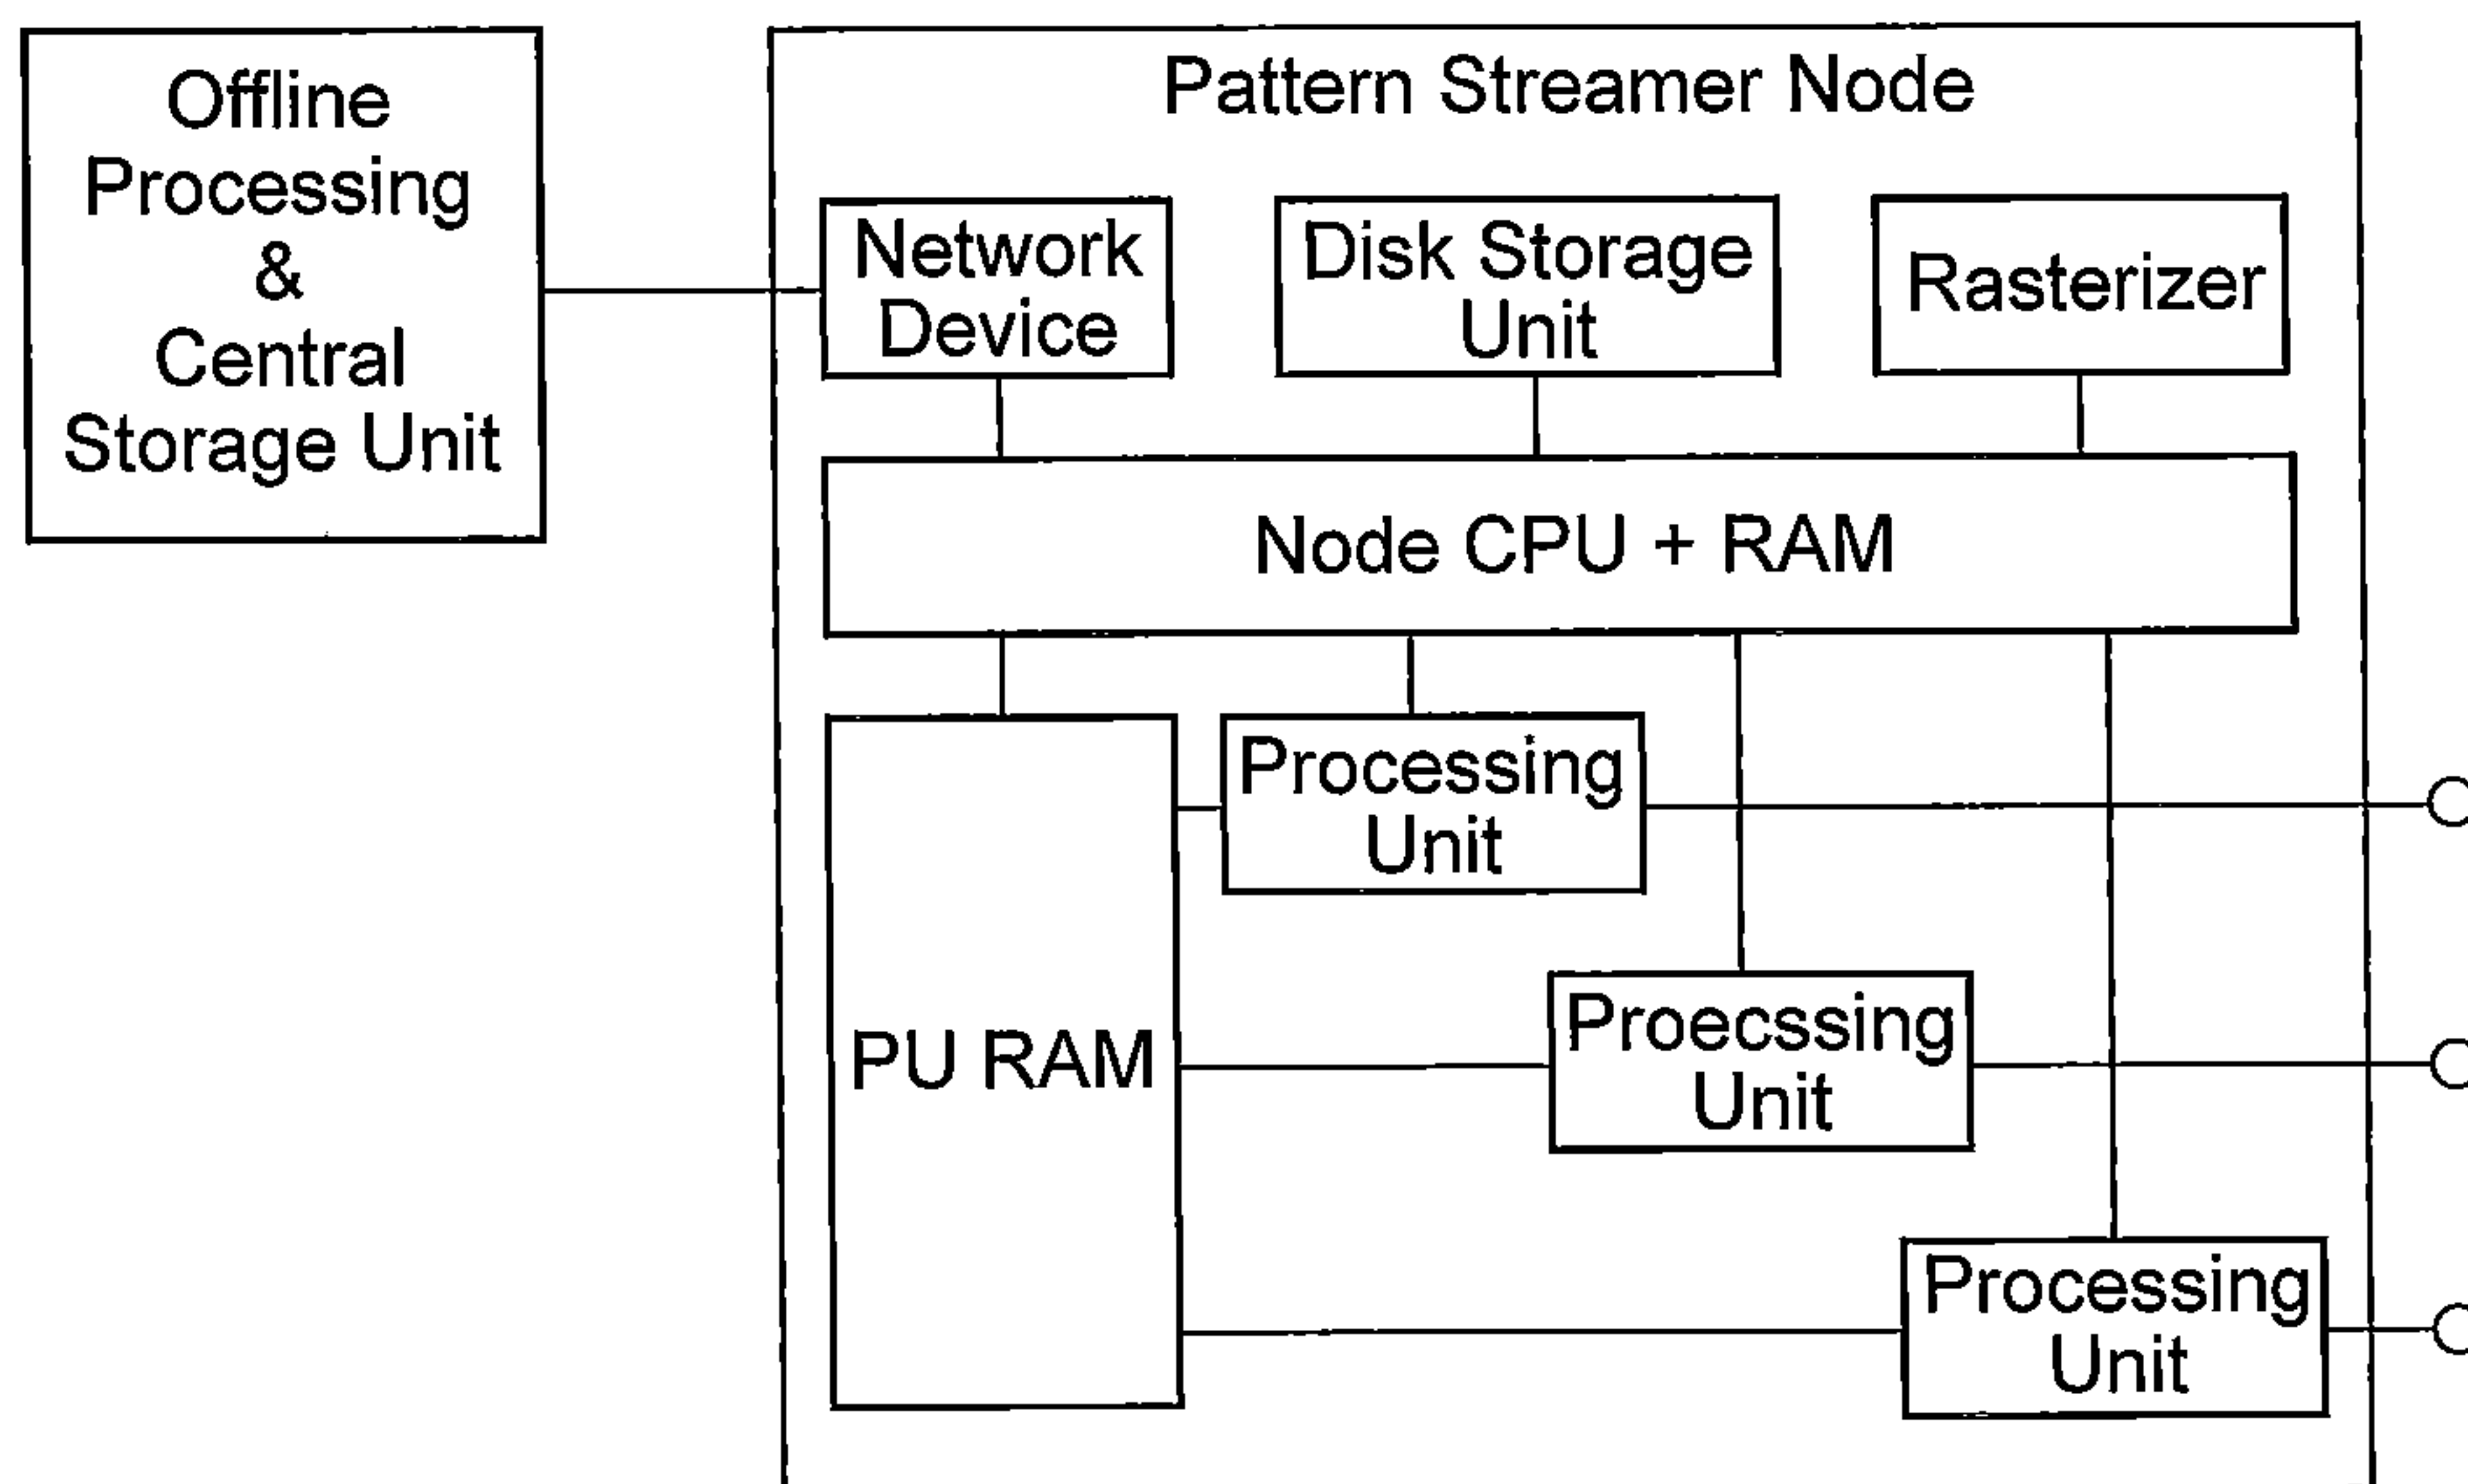 Offline
Processing
&
Central
Storage Unit
Pattern Streamer Node
Network
Device
Disk Storage
Unit
Rasterizer
Node CPU + RAM
PU RAM
Processing
Unit
Proecssing
Unit
Processing
Unit